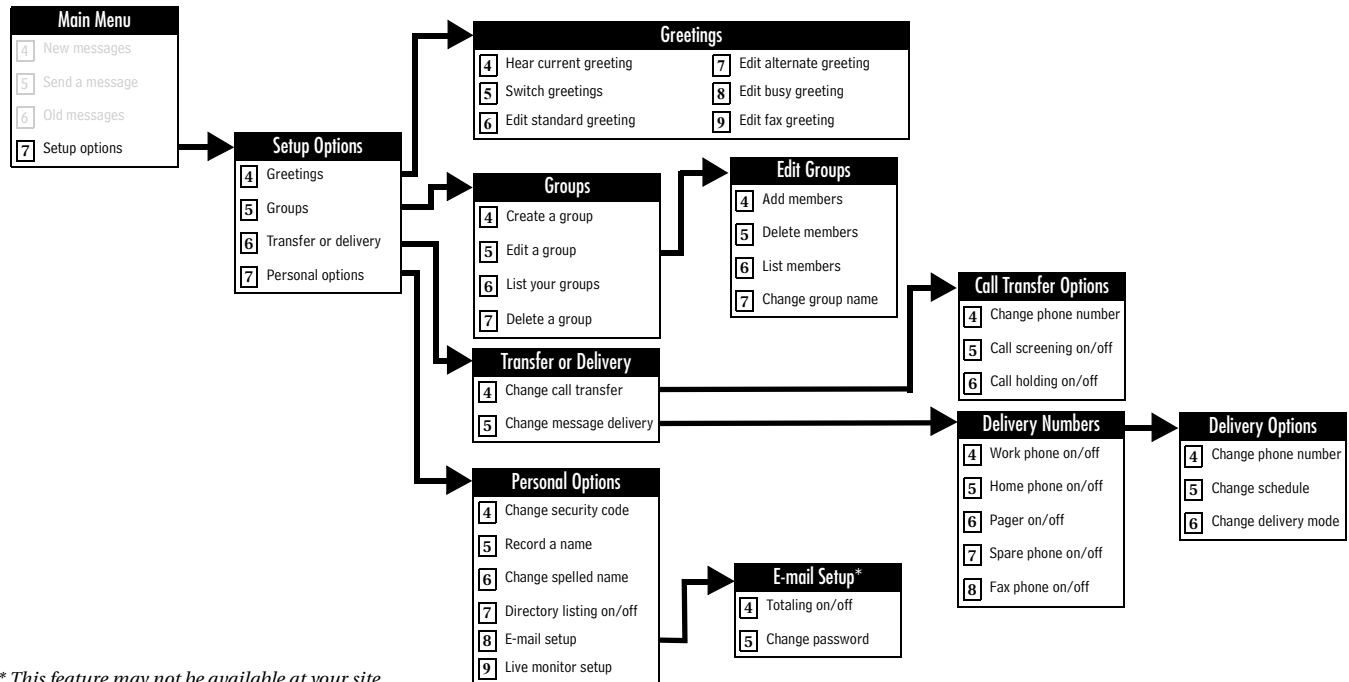 Main Menu
4 New messages
5 Send a message
6 Old messages
7 Setup options
Setup Options
4 Greetings
5 Groups
6 Transfer or delivery
7 Personal options
Greetings
4 Hear current greeting
5 Switch greetings
6 Edit standard greeting
7 Edit alternate greeting
8 Edit busy greeting
9 Edit fax greeting
Groups
4 Create a group
5 Edit a group
6 List your groups
7 Delete a group
Edit Groups
4 Add members
5 Delete members
6 List members
7 Change group name
Transfer or Delivery
4 Change call transfer
5 Change message delivery
Call Transfer Options
4 Change phone number
5 Call screening on/off
6 Call holding on/off
Delivery Numbers
4 Work phone on/off
5 Home phone on/off
6 Pager on/off
7 Spare phone on/off
8 Fax phone on/off
Delivery Options
4 Change phone number
5 Change schedule
6 Change delivery mode
Personal Options
4 Change security code
5 Record a name
6 Change spelled name
7 Directory listing on/off
8 E-mail setup
9 Live monitor setup
E-mail Setup*
4 Totaling on/off
5 Change password
* This feature may not be available at your site